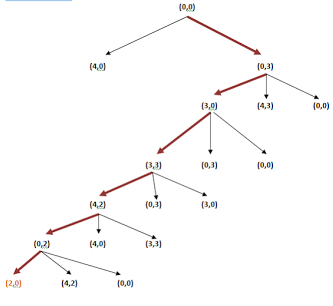 (0,0)
(4,0) (0,3)
(3,0) (4,3) (0,0)
(3,3) (0,3) (0,0)
(4,2) (0,3) (3,0)
(0,2) (4,0) (3,3)
(2,0) (4,2) (0,0)